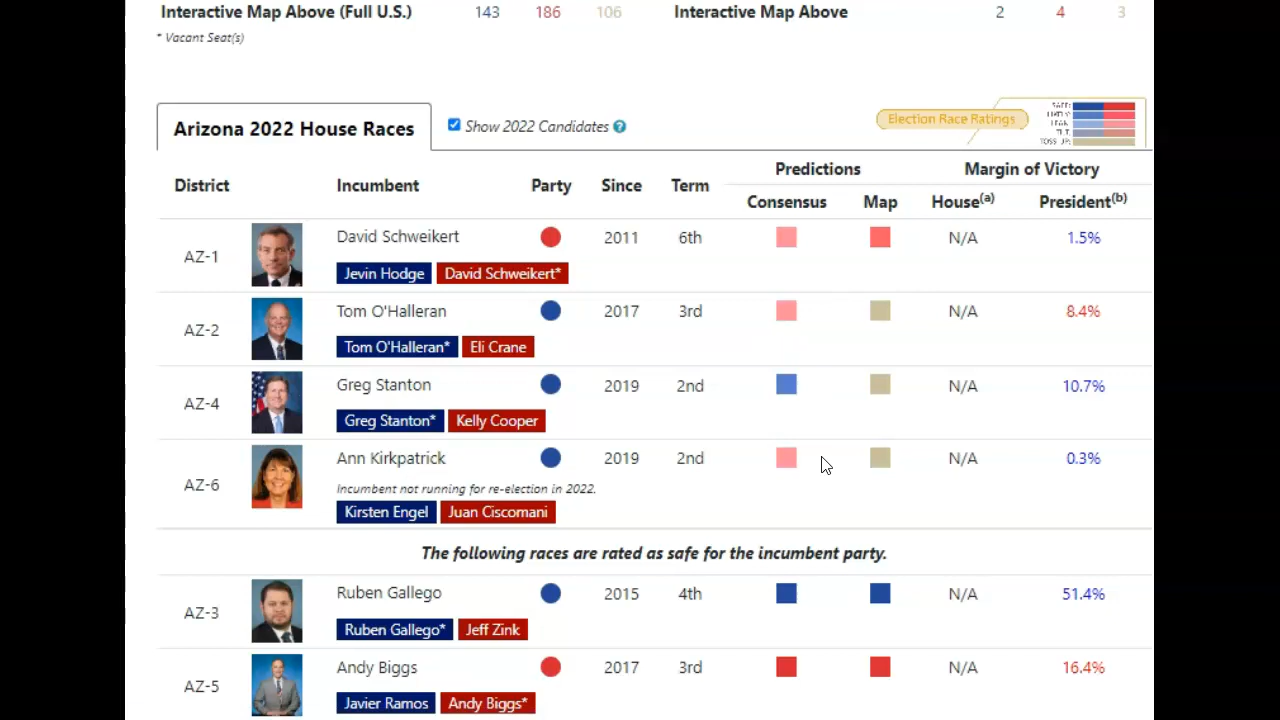 Interactive Map Above (Full U.S.) 143 186 106 Interactive Map Above 2 4 3
* Vacant Seat(s)
Arizona 2022 House Races Show 2022 Candidates ?
Election Race Ratings
Predictions Margin of Victory
District Incumbent Party Since Term
Consensus Map House(a) President(b)
David Schweikert 2011 6th N/A 1.5%
AZ-1
Jevin Hodge David Schweikert*
Tom O'Halleran 2017 3rd N/A 8.4%
AZ-2
Tom O'Halleran* Eli Crane
Greg Stanton 2019 2nd N/A 10.7%
AZ-4
Greg Stanton* Kelly Cooper
Ann Kirkpatrick 2019 2nd N/A 0.3%
AZ-6
Incumbent not running for re-election in 2022.
Kirsten Engel Juan Ciscomani
The following races are rated as safe for the incumbent party.
Ruben Gallego 2015 4th N/A 51.4%
AZ-3
Ruben Gallego* Jeff Zink
Andy Biggs 2017 3rd N/A 16.4%
AZ-5
Javier Ramos Andy Biggs*